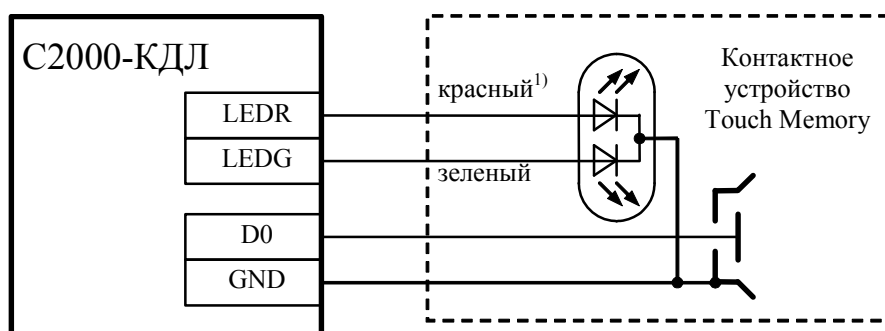 С2000-КДЛ
Контактное
устройство
Touch Memory
красный¹⁾
LEDR
LEDG
зеленый
D0
GND